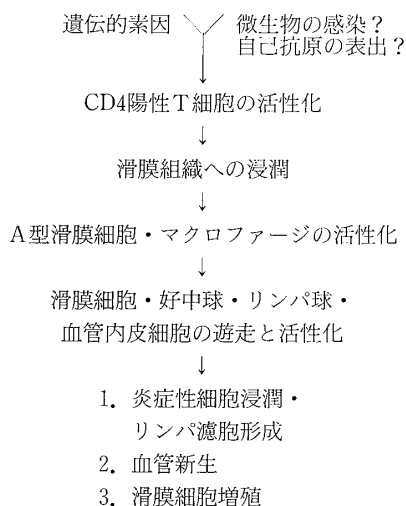 遺伝的素因
微生物の感染？
自己抗原の表出？
CD4陽性T細胞の活性化
滑膜組織への浸潤
A型滑膜細胞・マクロファージの活性化
滑膜細胞・好中球・リンパ球・
血管内皮細胞の遊走と活性化
1. 炎症性細胞浸潤・
リンパ濾胞形成
2. 血管新生
3. 滑膜細胞増殖